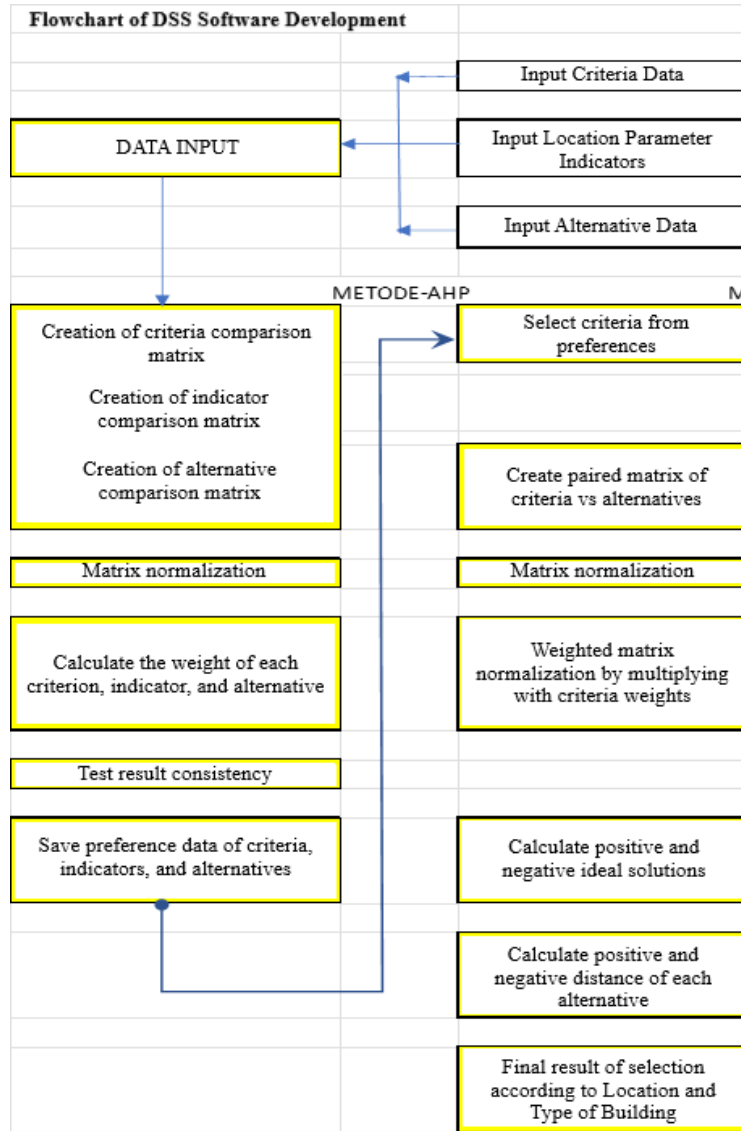 Flowchart of DSS Software Development
Input Criteria Data
DATA INPUT
Input Location Parameter
Indicators
Input Alternative Data
METODE-AHP
M
Creation of criteria comparison
matrix
Creation of indicator
comparison matrix
Creation of alternative
comparison matrix
Matrix normalization
Calculate the weight of each
criterion, indicator, and alternative
Test result consistency
Save preference data of criteria,
indicators, and alternatives
Select criteria from
preferences
Create paired matrix of
criteria vs alternatives
Matrix normalization
Weighted matrix
normalization by multiplying
with criteria weights
Calculate positive and
negative ideal solutions
Calculate positive and
negative distance of each
alternative
Final result of selection
according to Location and
Type of Building